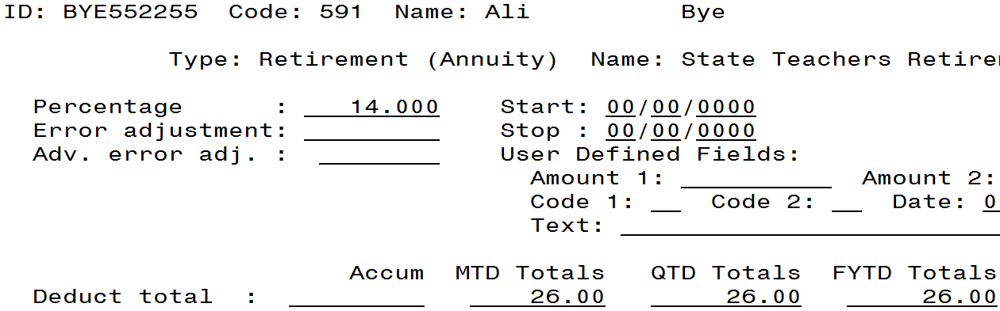 ID: BYE552255 Code: 591 Name: Ali Bye
Type: Retirement (Annuity) Name: State Teachers
Percentage : 14.000 Start: 00/00/0000
Error adjustment: Stop : 00/00/0000
Adv. error adj. : User Defined Fields:
Amount 1: Amount 2:
Code 1: __ Code 2: __ Date: 0
Text:
Accum MTD Totals QTD Totals FYTD Totals
Deduct total : 26.00 26.00 26.00